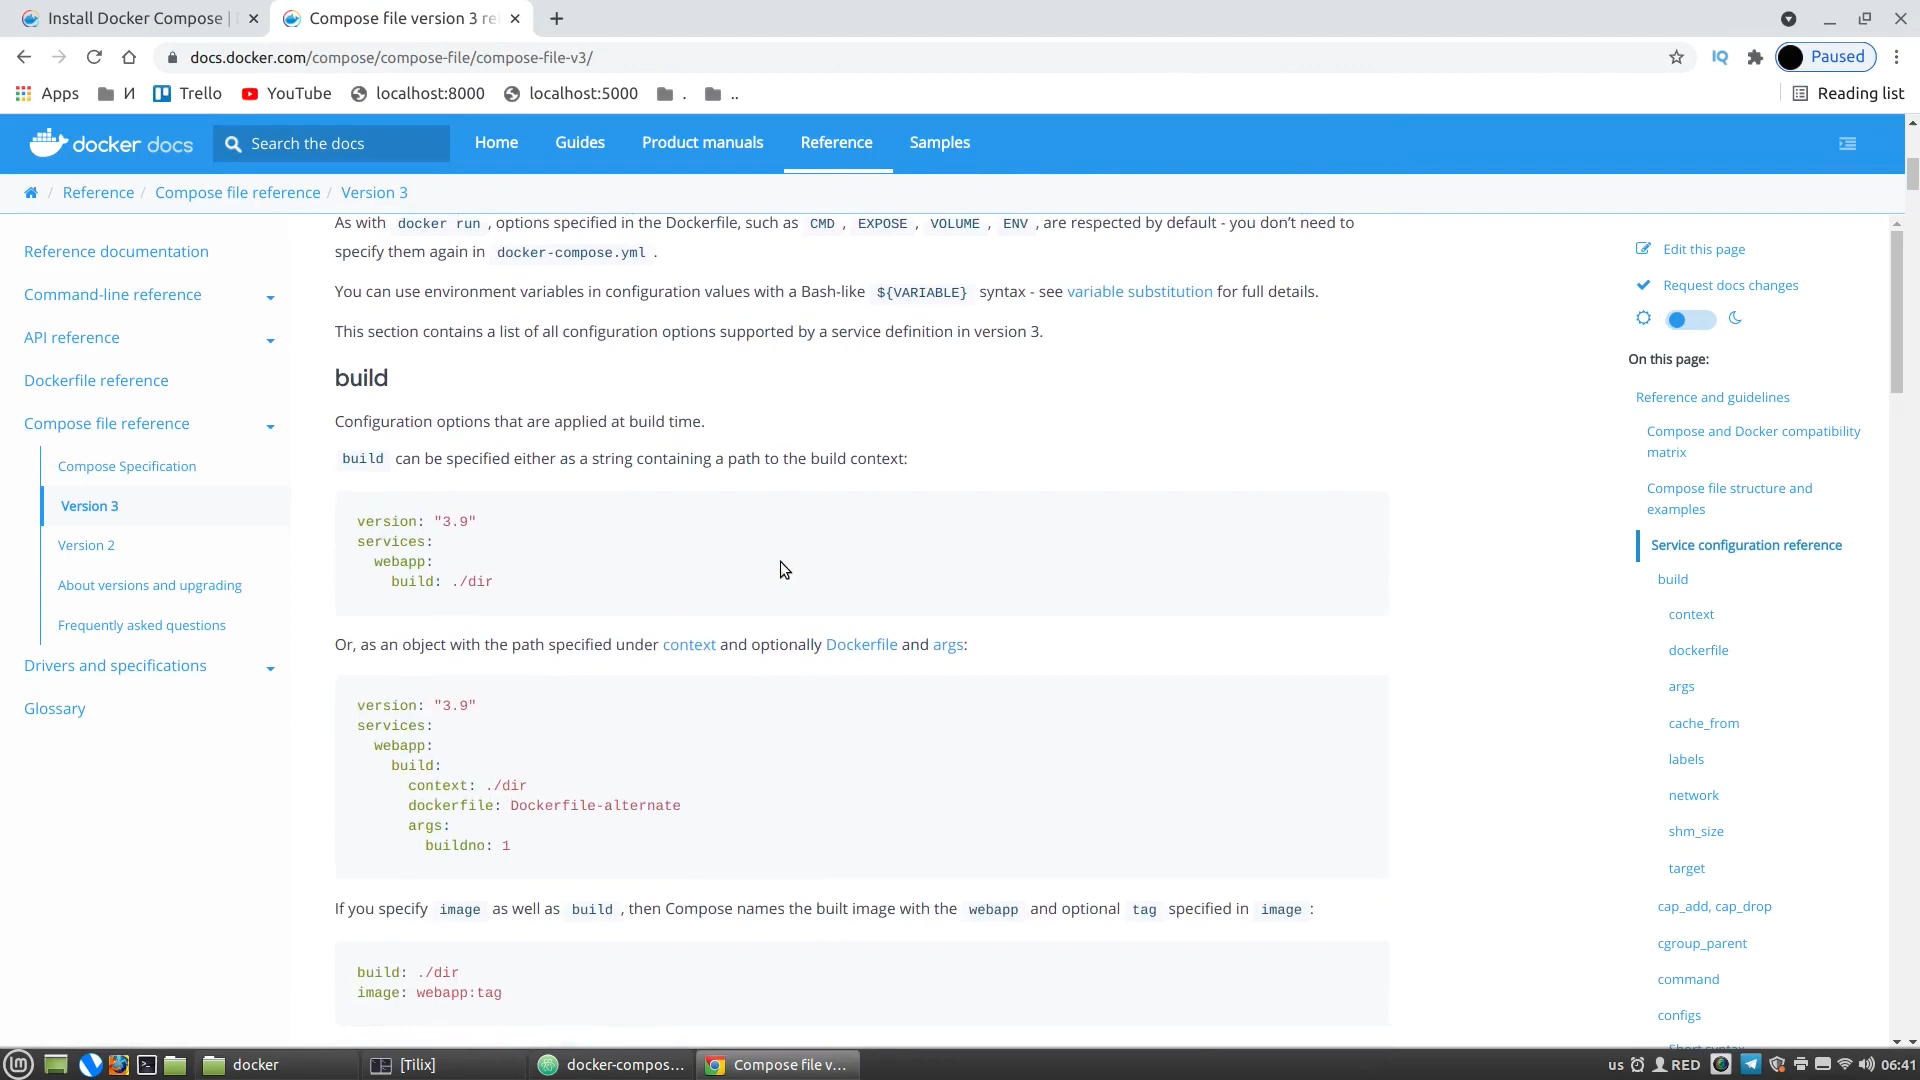 Install Docker Compose |
Compose file version 3 re
docs.docker.com/compose/compose-file/compose-file-v3/
IQ
Paused
Apps
И
Trello
YouTube
localhost:8000
localhost:5000
.
..
Reading list
docker docs
Search the docs
Home
Guides
Product manuals
Reference
Samples
/ Reference / Compose file reference / Version 3
Reference documentation
Command-line reference
API reference
Dockerfile reference
Compose file reference
Compose Specification
Version 3
Version 2
About versions and upgrading
Frequently asked questions
Drivers and specifications
Glossary
As with docker run , options specified in the Dockerfile, such as CMD , EXPOSE , VOLUME , ENV , are respected by default - you don’t need to
specify them again in docker-compose.yml .
You can use environment variables in configuration values with a Bash-like ${VARIABLE} syntax - see variable substitution for full details.
This section contains a list of all configuration options supported by a service definition in version 3.
build
Configuration options that are applied at build time.
build can be specified either as a string containing a path to the build context:
version: "3.9"
services:
webapp:
build: ./dir
Or, as an object with the path specified under context and optionally Dockerfile and args:
version: "3.9"
services:
webapp:
build:
context: ./dir
dockerfile: Dockerfile-alternate
args:
buildno: 1
If you specify image as well as build , then Compose names the built image with the webapp and optional tag specified in image :
build: ./dir
image: webapp:tag
Edit this page
Request docs changes
On this page:
Reference and guidelines
Compose and Docker compatibility
matrix
Compose file structure and
examples
Service configuration reference
build
context
dockerfile
args
cache_from
labels
network
shm_size
target
cap_add, cap_drop
cgroup_parent
command
configs
Short syntax
docker
[Tilix]
docker-compos...
Compose file v...
us
RED
06:41